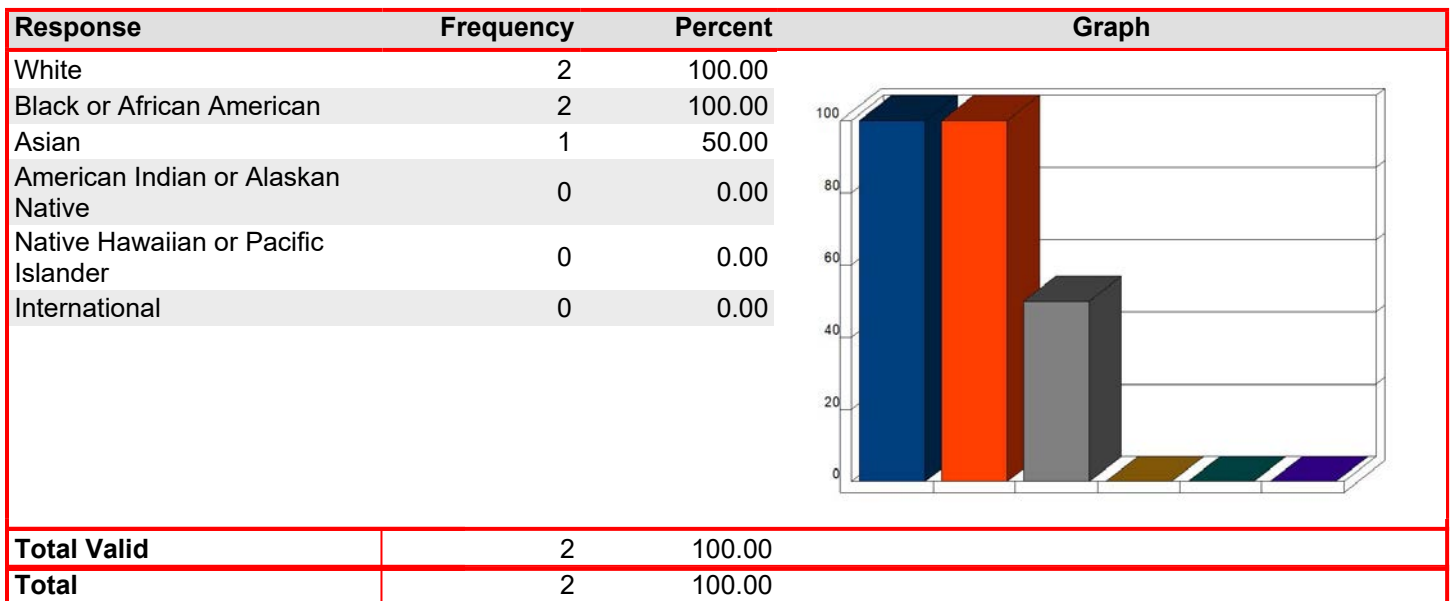 Response Frequency Percent Graph
White 2 100.00
Black or African American 2 100.00
Asian 1 50.00
American Indian or Alaskan
Native 0 0.00
Native Hawaiian or Pacific
Islander 0 0.00
International 0 0.00
100
80
60
40
20
0
Total Valid 2 100.00
Total 2 100.00